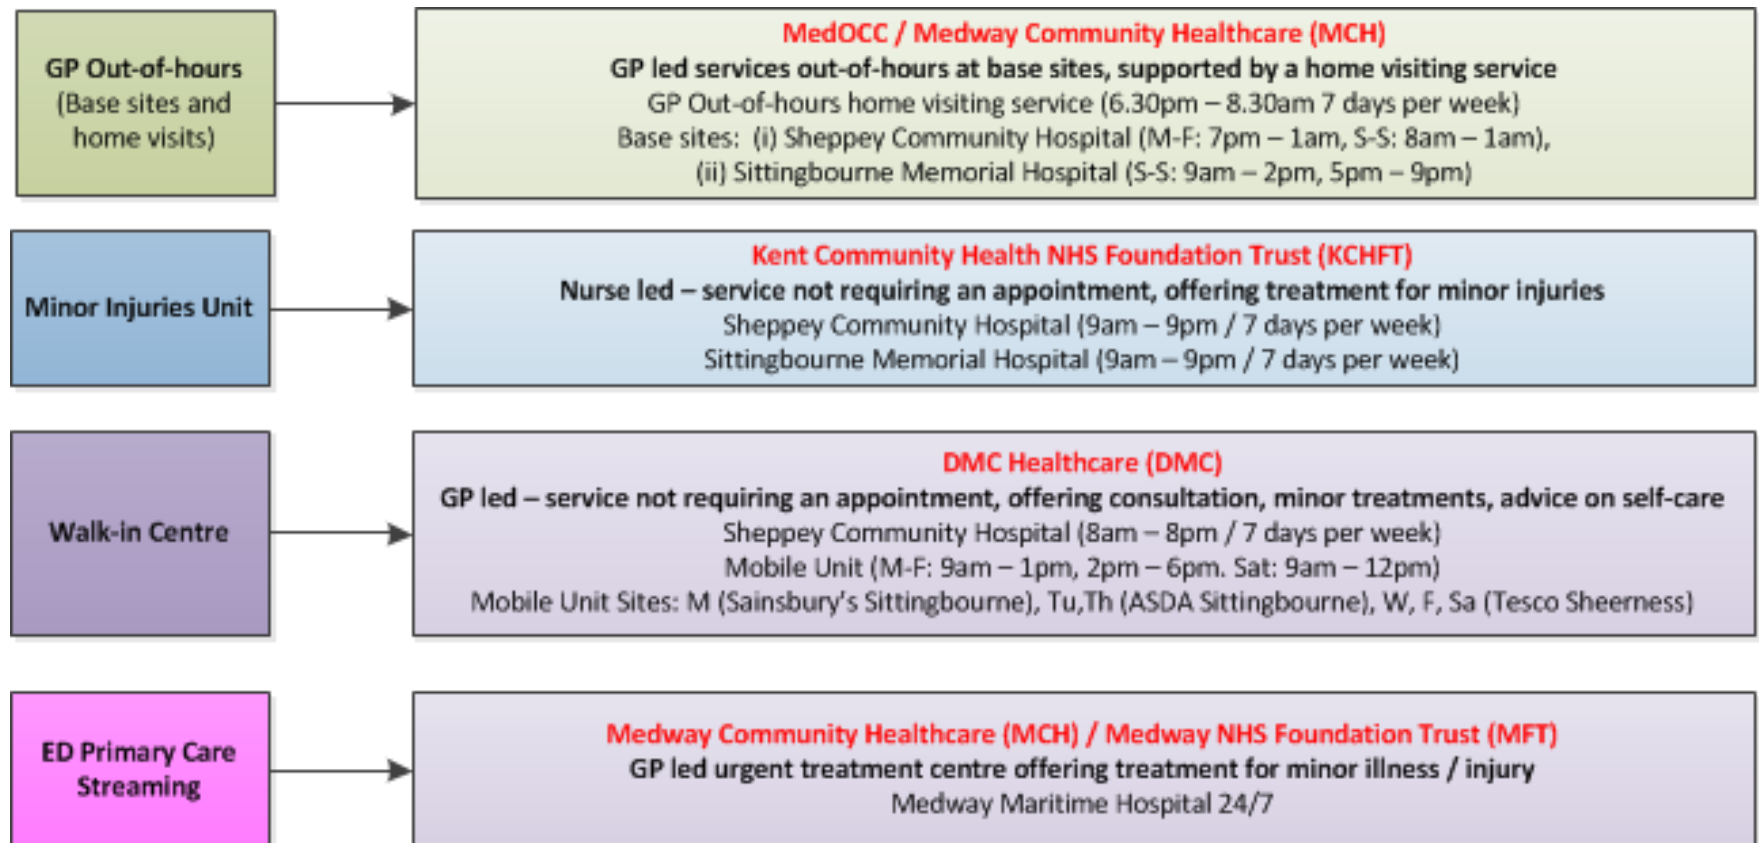 GP Out-of-hours
(Base sites and
home visits)
MedOCC / Medway Community Healthcare (MCH)
GP led services out-of-hours at base sites, supported by a home visiting service
GP Out-of-hours home visiting service (6.30pm – 8.30am 7 days per week)
Base sites:  (i) Sheppey Community Hospital (M-F: 7pm – 1am, S-S: 8am – 1am),
(ii) Sittingbourne Memorial Hospital (S-S: 9am – 2pm, 5pm – 9pm)
Minor Injuries Unit
Kent Community Health NHS Foundation Trust (KCHFT)
Nurse led – service not requiring an appointment, offering treatment for minor injuries
Sheppey Community Hospital (9am – 9pm / 7 days per week)
Sittingbourne Memorial Hospital (9am – 9pm / 7 days per week)
Walk-in Centre
DMC Healthcare (DMC)
GP led – service not requiring an appointment, offering consultation, minor treatments, advice on self-care
Sheppey Community Hospital (8am – 8pm / 7 days per week)
Mobile Unit (M-F: 9am – 1pm, 2pm – 6pm. Sat: 9am – 12pm)
Mobile Unit Sites: M (Sainsbury's Sittingbourne), Tu,Th (ASDA Sittingbourne), W, F, Sa (Tesco Sheerness)
ED Primary Care
Streaming
Medway Community Healthcare (MCH) / Medway NHS Foundation Trust (MFT)
GP led urgent treatment centre offering treatment for minor illness / injury
Medway Maritime Hospital 24/7